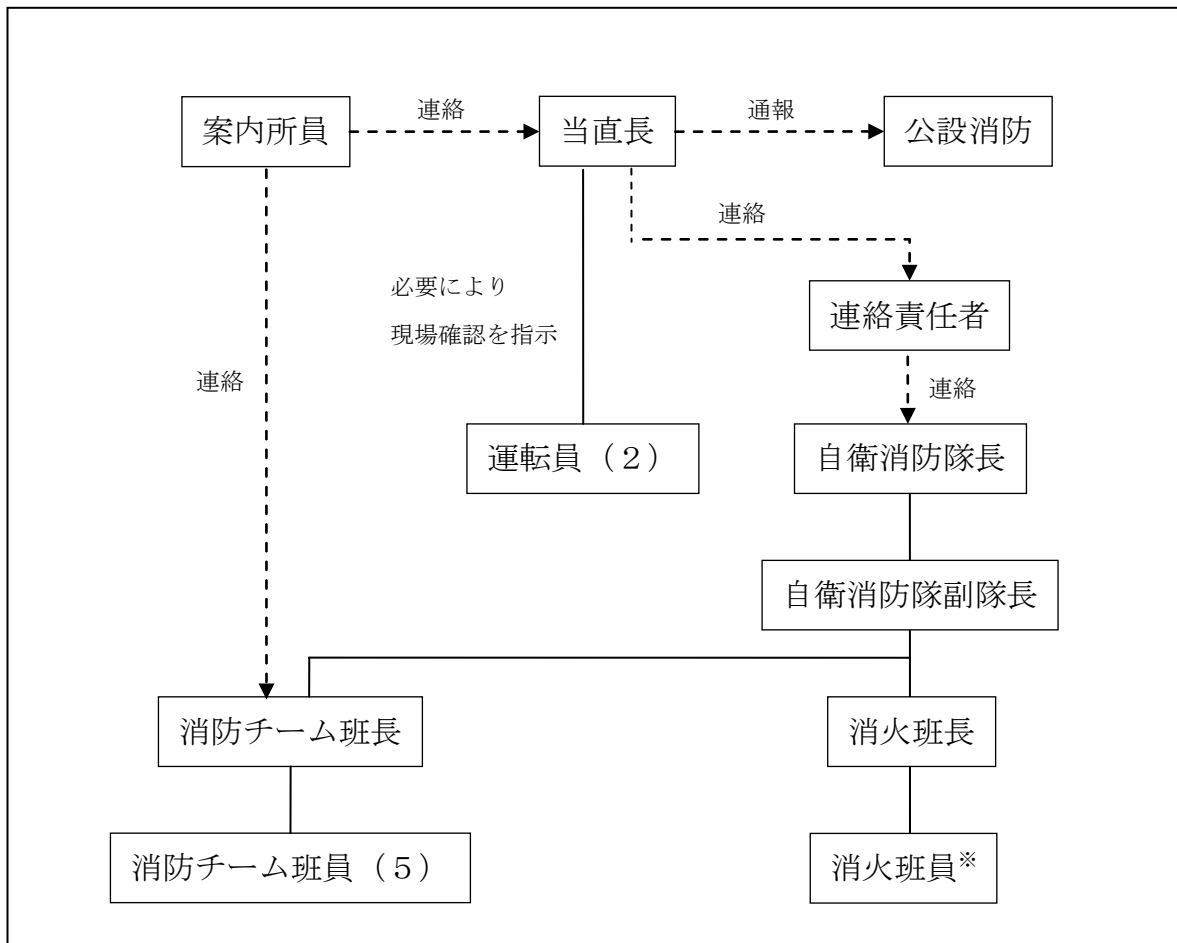 案内所員
連絡
当直長
通報
公設消防
連絡
必要により
現場確認を指示
連絡責任者
連絡
連絡
運転員（２）
自衛消防隊長
自衛消防隊副隊長
消防チーム班長
消火班長
消防チーム班員（５）
消火班員※